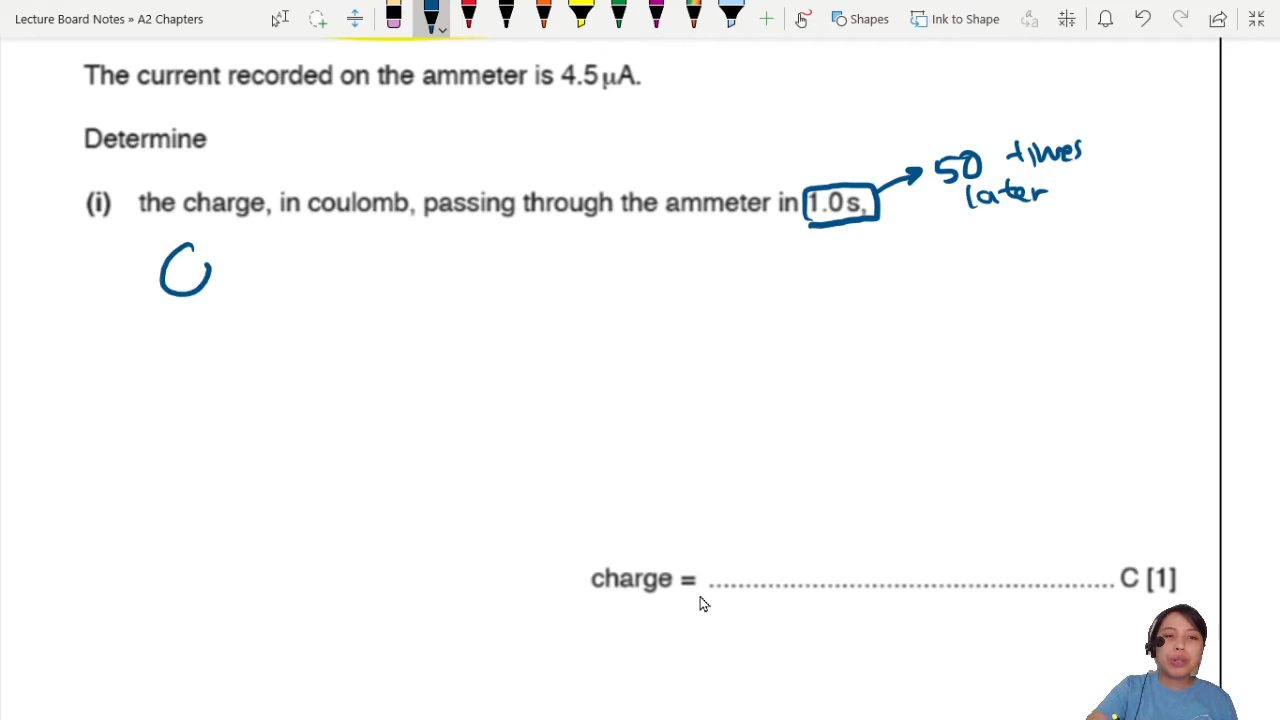 Lecture Board Notes » A2 Chapters
Shapes
Ink to Shape
The current recorded on the ammeter is 4.5 μA.
Determine
50 times
later
(i) the charge, in coulomb, passing through the ammeter in 1.0 s,
charge = ........................................................ C [1]